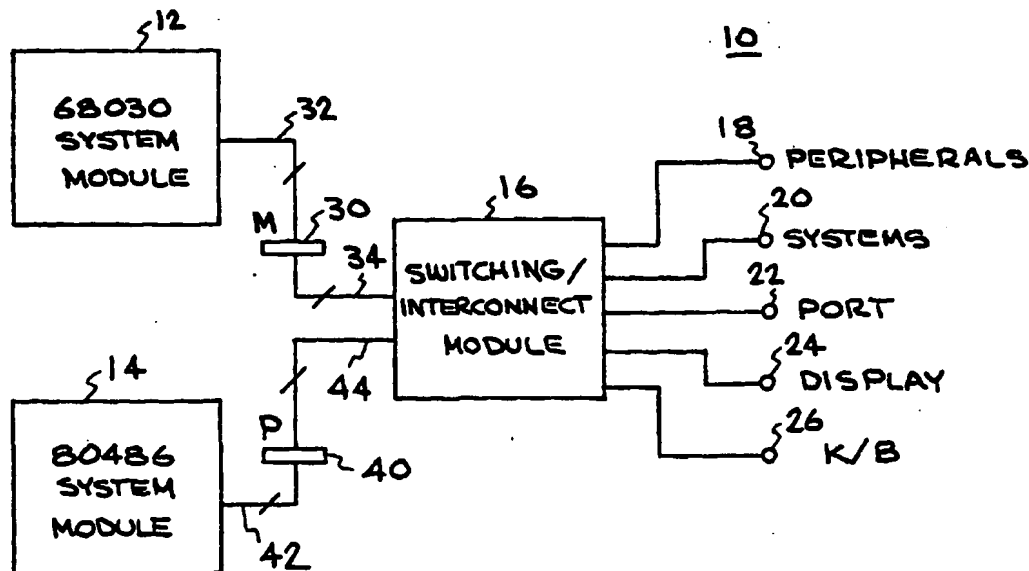 12
10
68030
SYSTEM
MODULE
32
M
30
34
16
SWITCHING/
INTERCONNECT
MODULE
18
PERIPHERALS
20
SYSTEMS
22
PORT
24
DISPLAY
26
K/B
14
80486
SYSTEM
MODULE
44
P
40
42